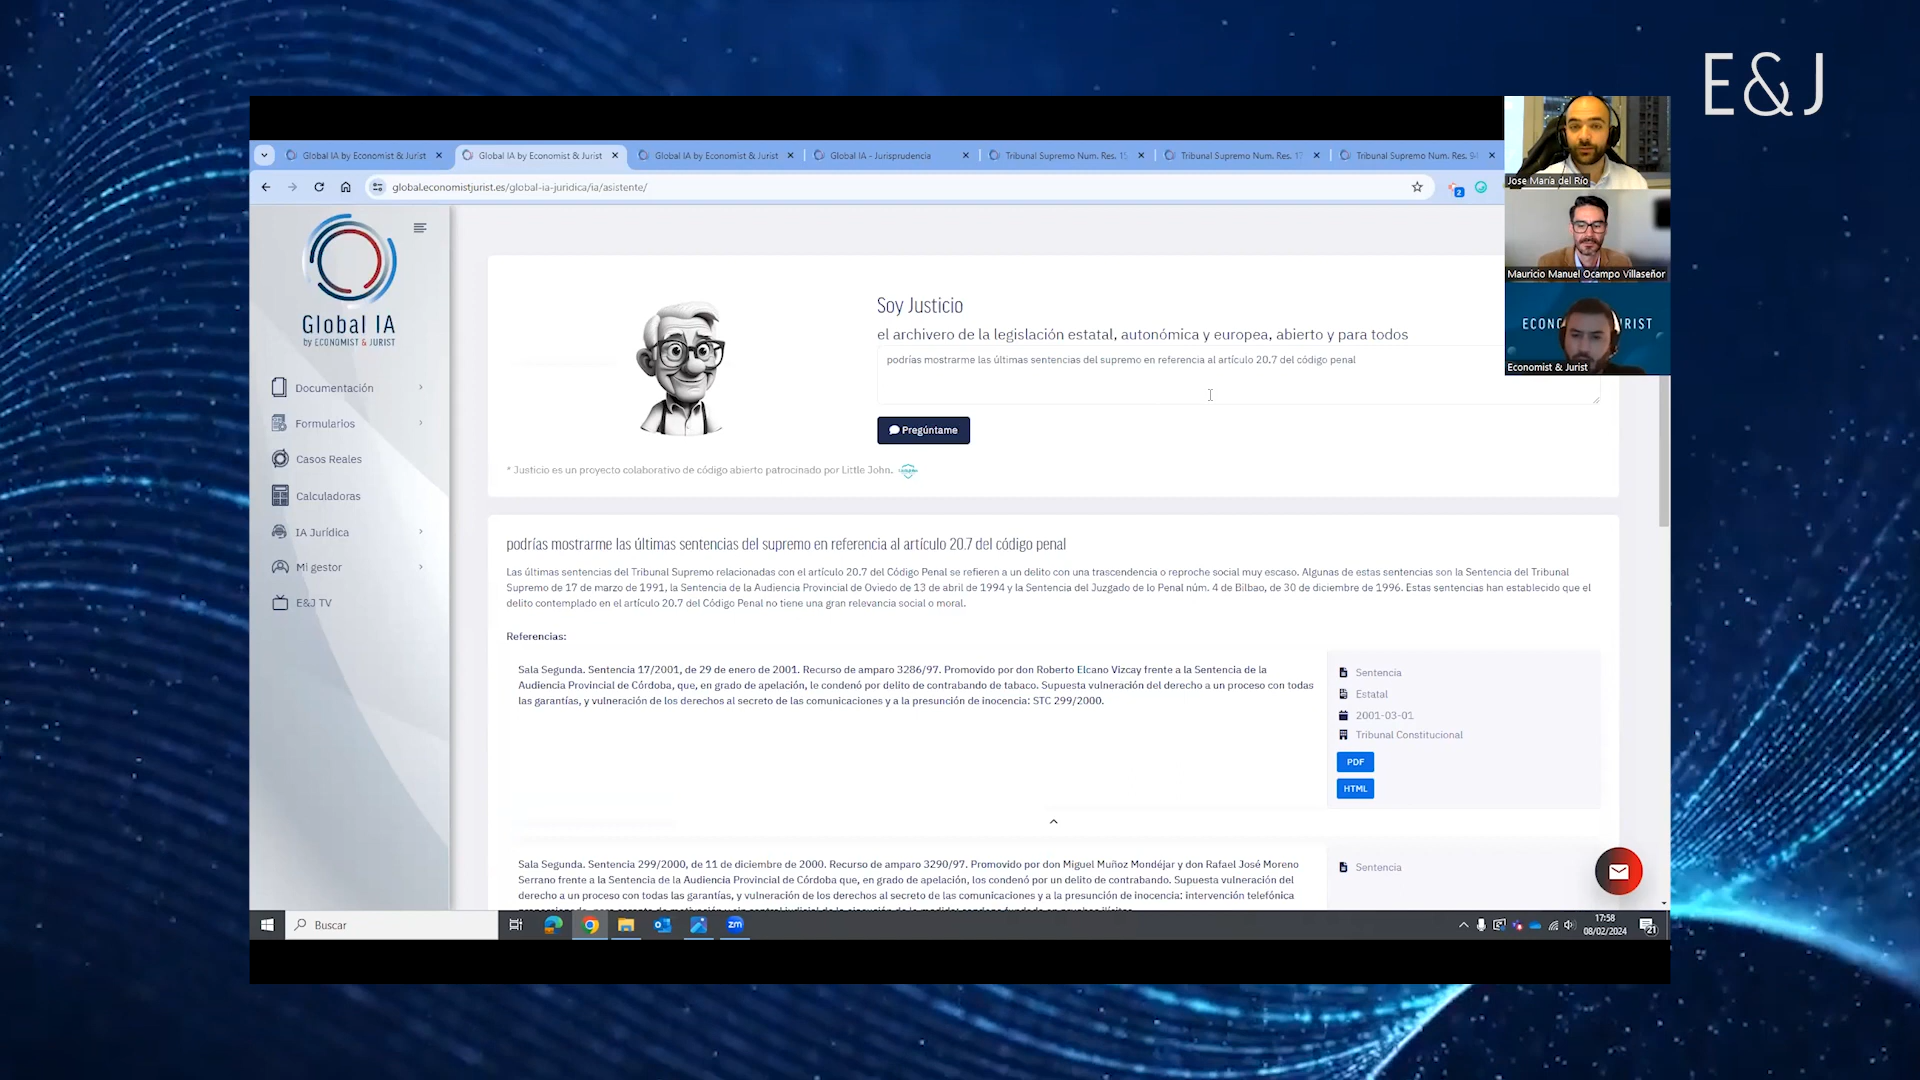 E&J
Global IA by Economist & Jurist
Global IA by Economist & Jurist
Global IA by Economist & Jurist
Global IA - Jurisprudencia
Tribunal Supremo Num. Res. 15
Tribunal Supremo Num. Res. 17
Tribunal Supremo Num. Res. 94
global.economistjurist.es/global-ia-juridica/ia/asistente/
2
Jose María del Río
Mauricio Manuel Ocampo Villaseñor
Economist & Jurist
Global IA
by ECONOMIST & JURIST
Documentación
Formularios
Casos Reales
Calculadoras
IA Jurídica
Mi gestor
E&J TV
Soy Justicio
el archivero de la legislación estatal, autonómica y europea, abierto y para todos
podrías mostrarme las últimas sentencias del supremo en referencia al artículo 20.7 del código penal
Pregúntame
* Justicio es un proyecto colaborativo de código abierto patrocinado por Little John.
podrías mostrarme las últimas sentencias del supremo en referencia al artículo 20.7 del código penal
Las últimas sentencias del Tribunal Supremo relacionadas con el artículo 20.7 del Código Penal se refieren a un delito con una trascendencia o reproche social muy escaso. Algunas de estas sentencias son la Sentencia del Tribunal
Supremo de 17 de marzo de 1991, la Sentencia de la Audiencia Provincial de Oviedo de 13 de abril de 1994 y la Sentencia del Juzgado de lo Penal núm. 4 de Bilbao, de 30 de diciembre de 1996. Estas sentencias han establecido que el
delito contemplado en el artículo 20.7 del Código Penal no tiene una gran relevancia social o moral.
Referencias:
Sala Segunda. Sentencia 17/2001, de 29 de enero de 2001. Recurso de amparo 3286/97. Promovido por don Roberto Elcano Vizcay frente a la Sentencia de la
Audiencia Provincial de Córdoba, que, en grado de apelación, le condenó por delito de contrabando de tabaco. Supuesta vulneración del derecho a un proceso con todas
las garantías, y vulneración de los derechos al secreto de las comunicaciones y a la presunción de inocencia: STC 299/2000.
Sentencia
Estatal
2001-03-01
Tribunal Constitucional
PDF
HTML
Sala Segunda. Sentencia 299/2000, de 11 de diciembre de 2000. Recurso de amparo 3290/97. Promovido por don Miguel Muñoz Mondéjar y don Rafael José Moreno
Serrano frente a la Sentencia de la Audiencia Provincial de Córdoba que, en grado de apelación, los condenó por un delito de contrabando. Supuesta vulneración del
derecho a un proceso con todas las garantías, y vulneración de los derechos al secreto de las comunicaciones y a la presunción de inocencia: intervención telefónica
Sentencia
Buscar
zm
17:58
08/02/2024
21